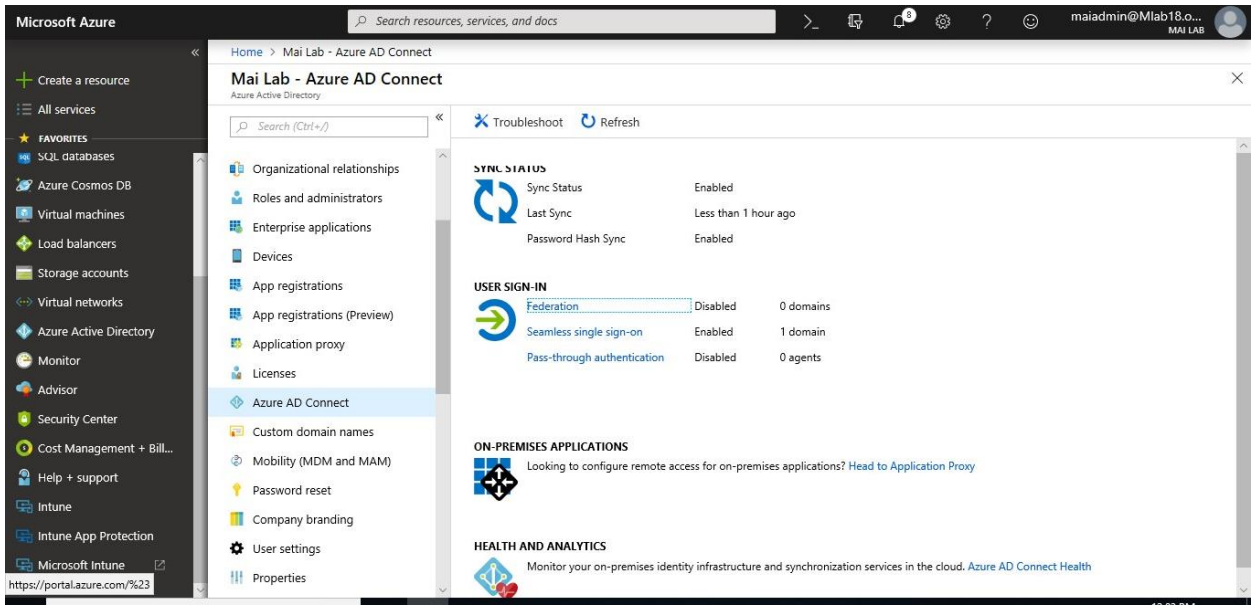 Microsoft Azure
Search resources, services, and docs
8
maiadmin@Mlab18.o...
MAI LAB
Create a resource
All services
FAVORITES
SQL databases
Azure Cosmos DB
Virtual machines
Load balancers
Storage accounts
Virtual networks
Azure Active Directory
Monitor
Advisor
Security Center
Cost Management + Bill...
Help + support
Intune
Intune App Protection
Microsoft Intune
https://portal.azure.com/%23
Home > Mai Lab - Azure AD Connect
Mai Lab - Azure AD Connect
Azure Active Directory
Search (Ctrl+/)
Organizational relationships
Roles and administrators
Enterprise applications
Devices
App registrations
App registrations (Preview)
Application proxy
Licenses
Azure AD Connect
Custom domain names
Mobility (MDM and MAM)
Password reset
Company branding
User settings
Properties
Troubleshoot Refresh
SYNC STATUS
Sync Status Enabled
Last Sync Less than 1 hour ago
Password Hash Sync Enabled
USER SIGN-IN
Federation Disabled 0 domains
Seamless single sign-on Enabled 1 domain
Pass-through authentication Disabled 0 agents
ON-PREMISES APPLICATIONS
Looking to configure remote access for on-premises applications? Head to Application Proxy
HEALTH AND ANALYTICS
Monitor your on-premises identity infrastructure and synchronization services in the cloud. Azure AD Connect Health